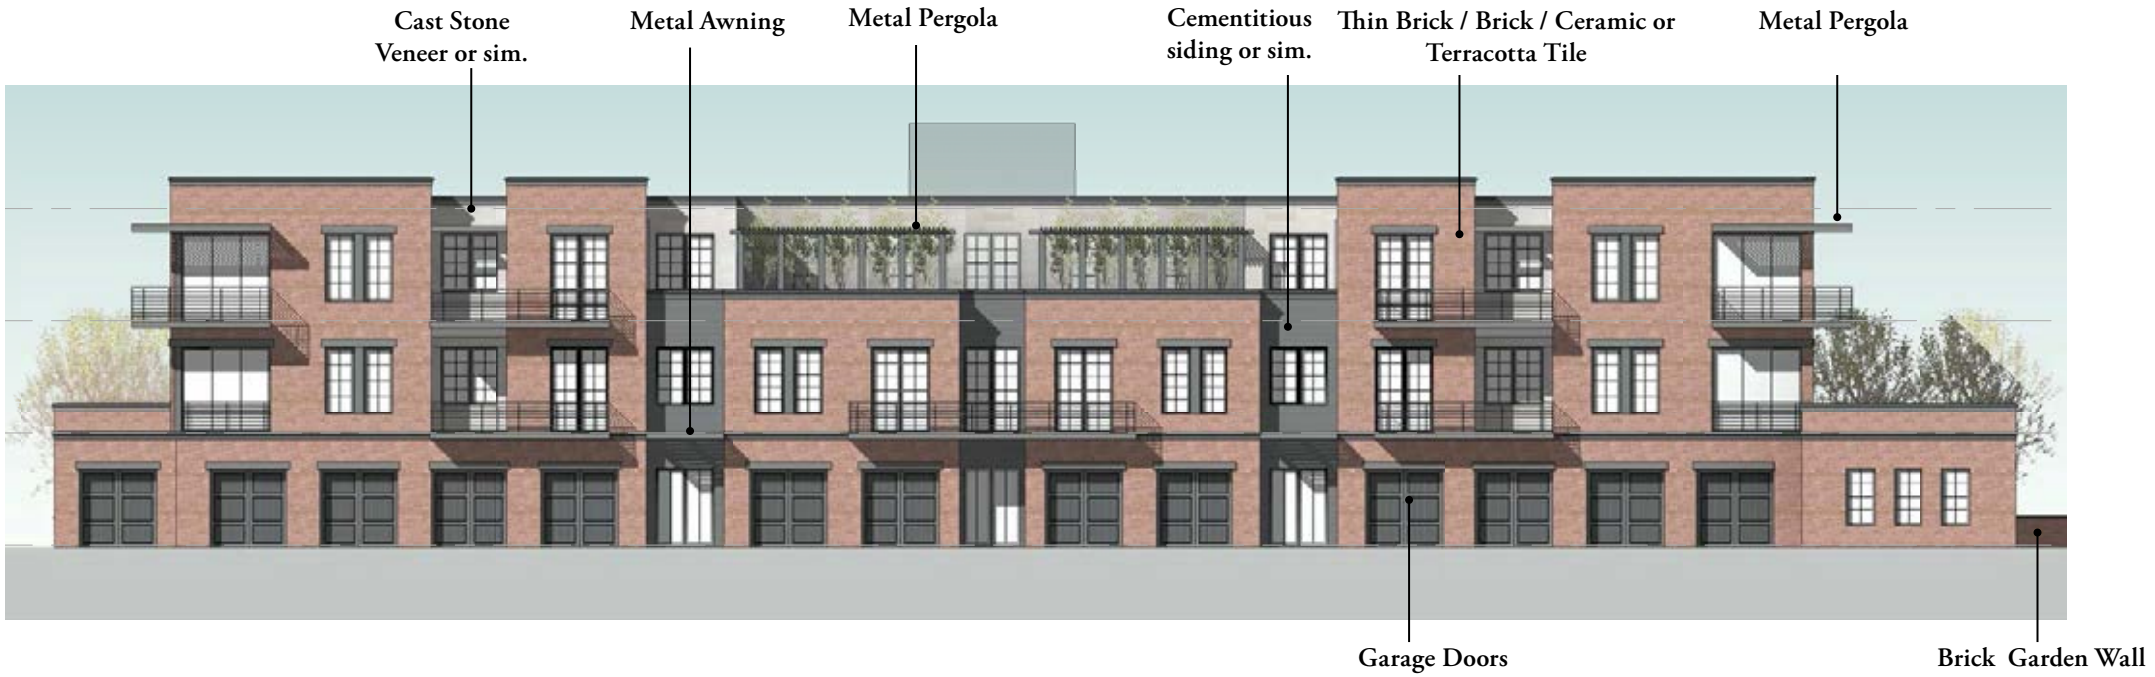 Cast Stone
Veneer or sim.
Metal Awning
Metal Pergola
Cementitious
siding or sim.
Thin Brick / Brick / Ceramic or
Terracotta Tile
Metal Pergola
Garage Doors
Brick Garden Wall